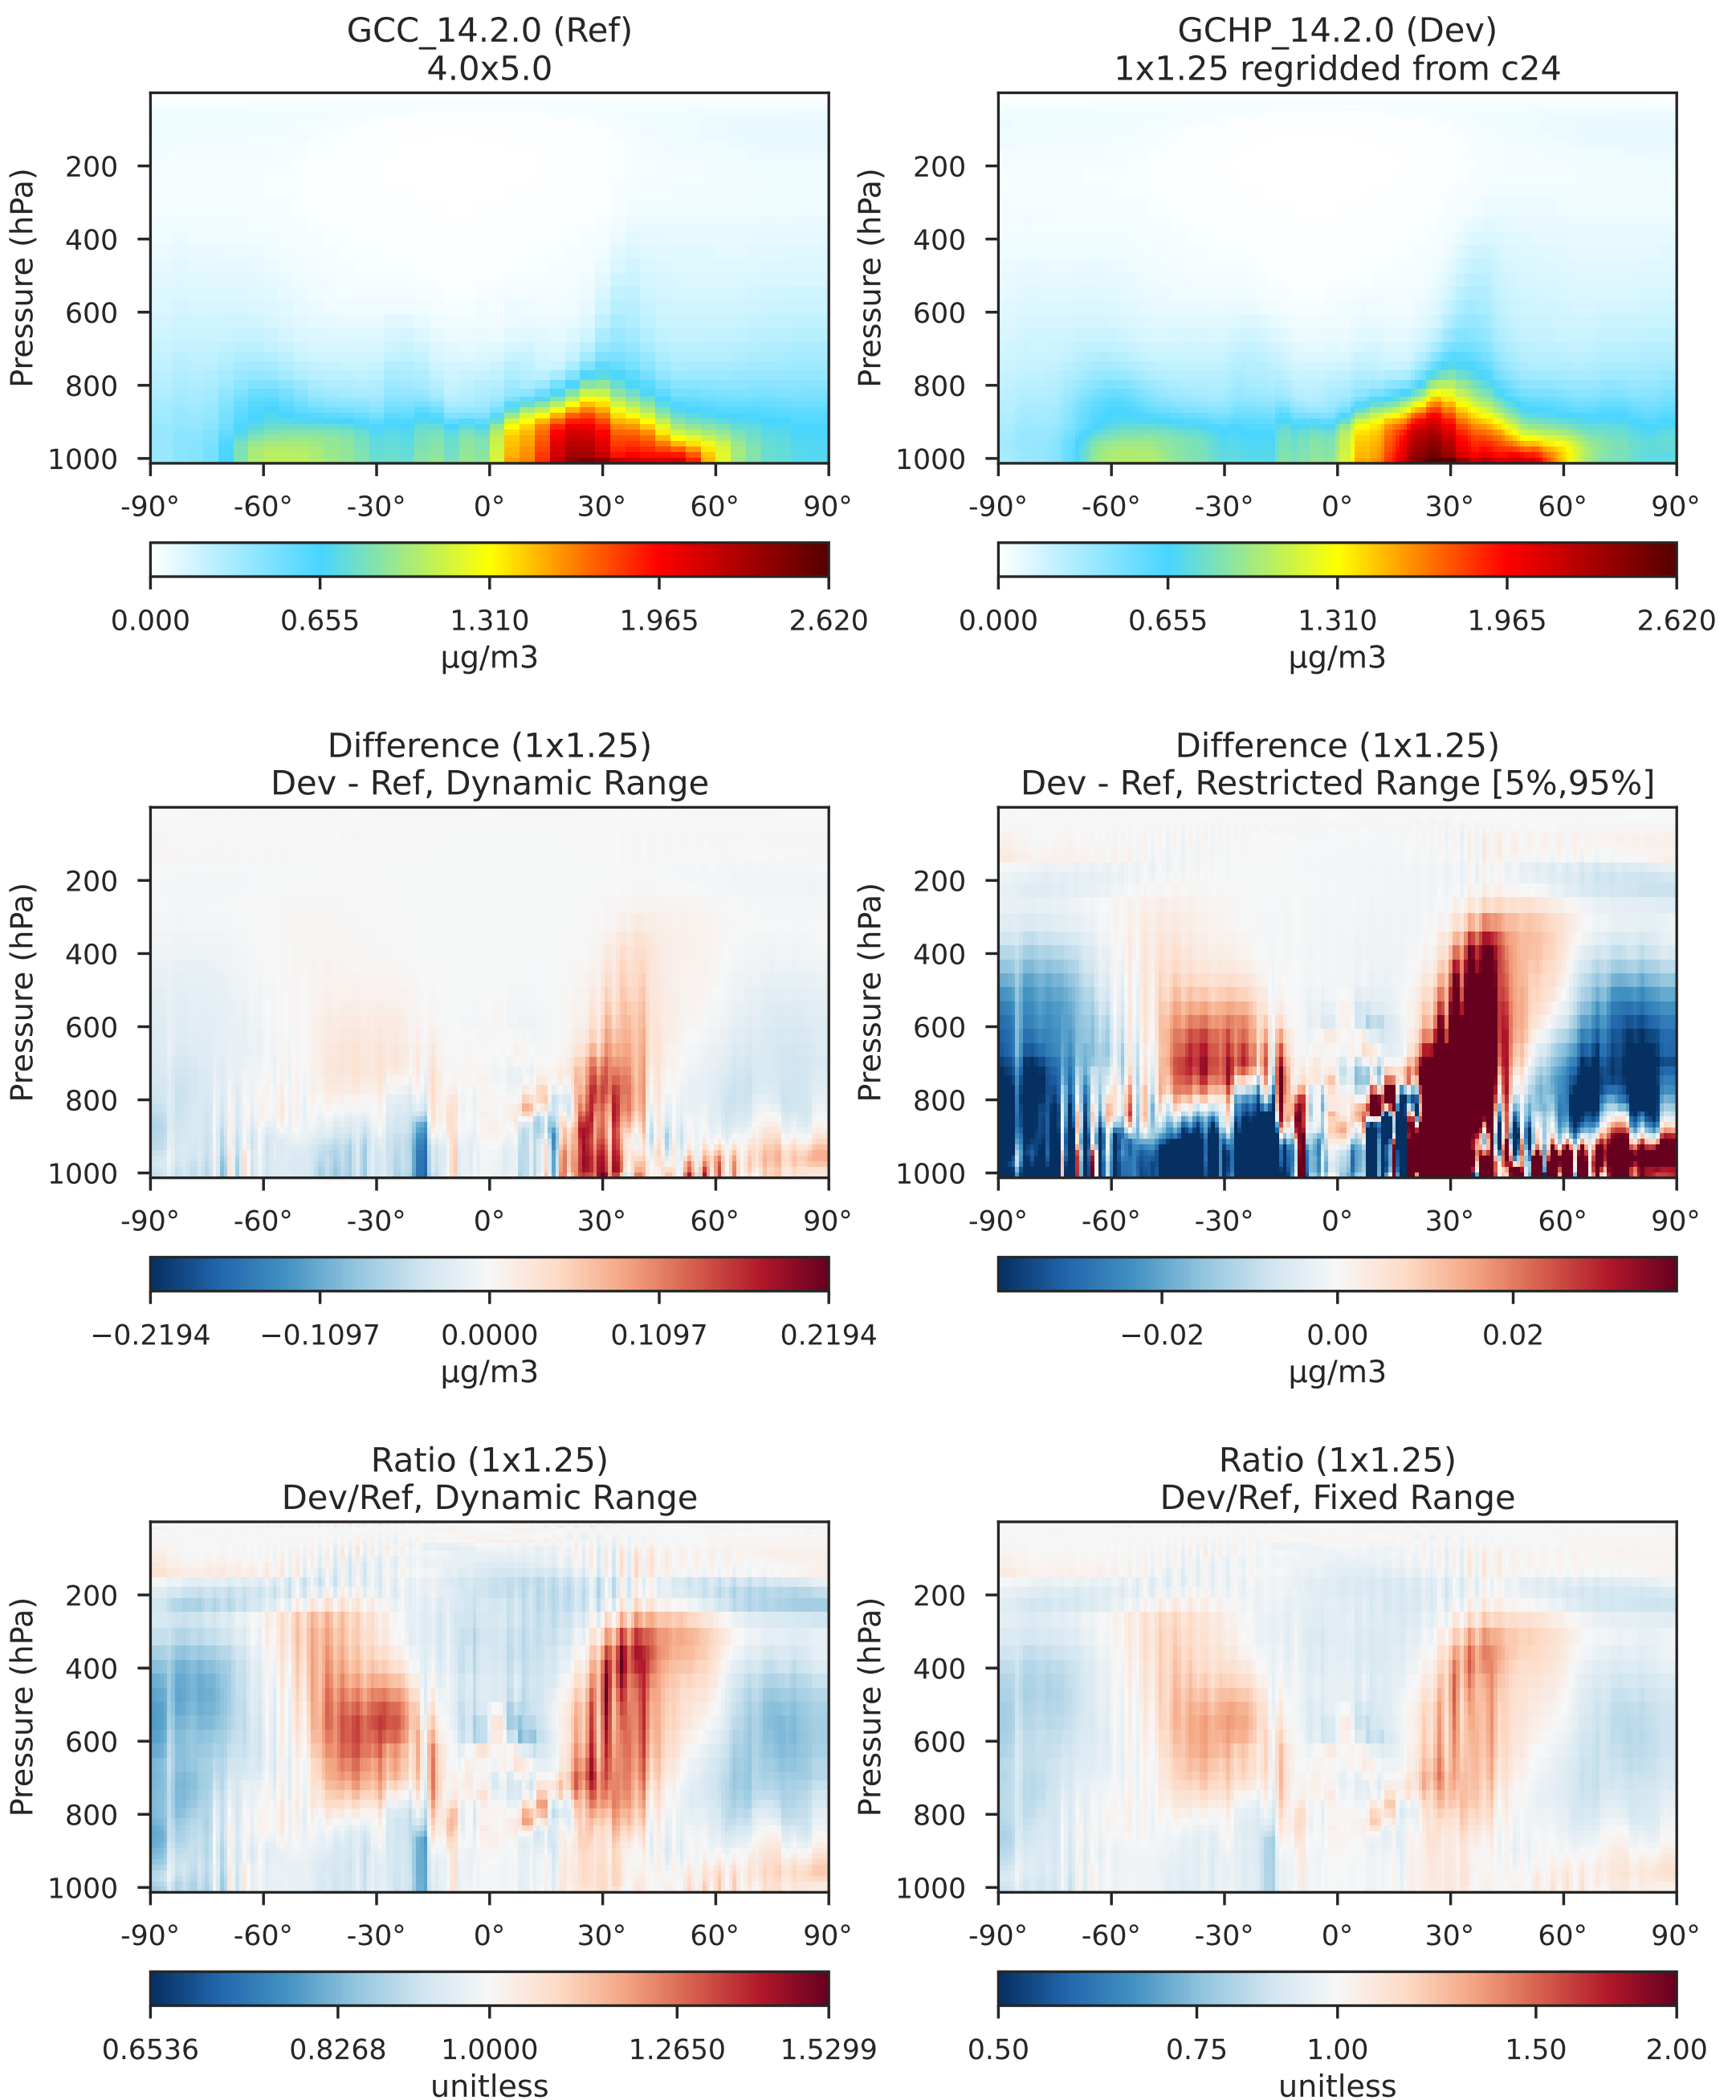 GCC_14.2.0 (Ref)
4.0x5.0
GCHP_14.2.0 (Dev)
1x1.25 regridded from c24
Pressure (hPa)
200
400
600
800
1000
-90° -60° -30° 0° 30° 60° 90°
0.000 0.655 1.310 1.965 2.620
µg/m3
Pressure (hPa)
200
400
600
800
1000
-90° -60° -30° 0° 30° 60° 90°
0.000 0.655 1.310 1.965 2.620
µg/m3
Difference (1x1.25)
Dev - Ref, Dynamic Range
Pressure (hPa)
200
400
600
800
1000
-90° -60° -30° 0° 30° 60° 90°
−0.2194 −0.1097 0.0000 0.1097 0.2194
µg/m3
Difference (1x1.25)
Dev - Ref, Restricted Range [5%,95%]
Pressure (hPa)
200
400
600
800
1000
-90° -60° -30° 0° 30° 60° 90°
−0.02 0.00 0.02
µg/m3
Ratio (1x1.25)
Dev/Ref, Dynamic Range
Pressure (hPa)
200
400
600
800
1000
-90° -60° -30° 0° 30° 60° 90°
0.6536 0.8268 1.0000 1.2650 1.5299
unitless
Ratio (1x1.25)
Dev/Ref, Fixed Range
Pressure (hPa)
200
400
600
800
1000
-90° -60° -30° 0° 30° 60° 90°
0.50 0.75 1.00 1.50 2.00
unitless